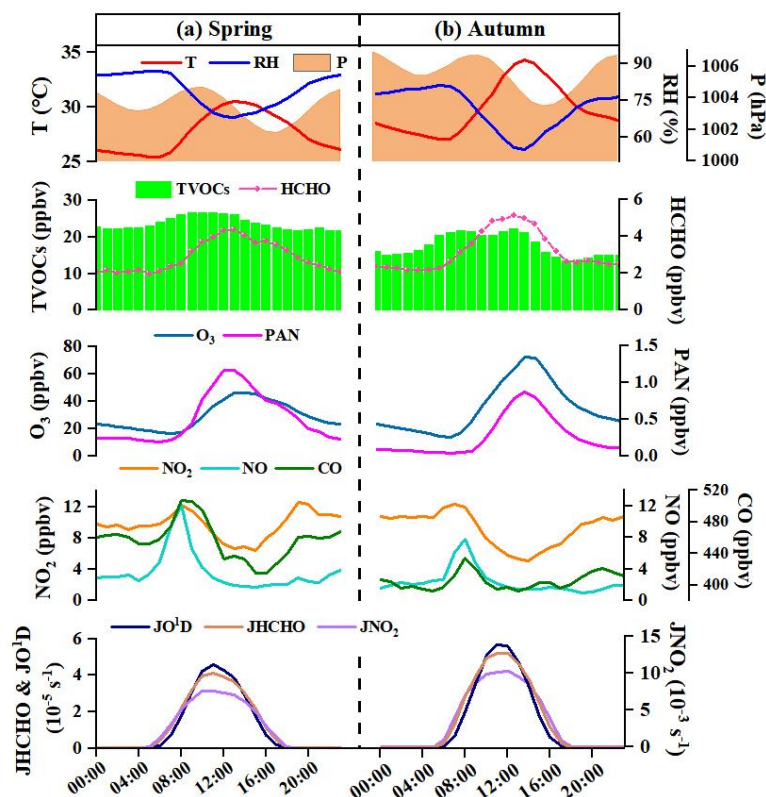 (a) Spring (b) Autumn
T RH P
35
30
25
T (℃)
90
75
60
RH (%)
1006
1004
1002
1000
P (hPa)
TVOCs HCHO
30
20
10
0
TVOCs (ppbv)
6
4
2
0
HCHO (ppbv)
O₃ PAN
80
60
40
20
0
O₃ (ppbv)
1.5
1.0
0.5
0.0
PAN (ppbv)
NO₂ NO CO
12
8
4
0
NO₂ (ppbv)
12
8
4
0
NO (ppbv)
520
480
440
400
CO (ppbv)
JO¹D JHCHO JNO₂
6
4
2
0
JHCHO & JO¹D
(10⁻⁵ s⁻¹)
15
10
5
0
JNO₂ (10⁻³ s⁻¹)
00:00 04:00 08:00 12:00 16:00 20:00 00:00 04:00 08:00 12:00 16:00 20:00